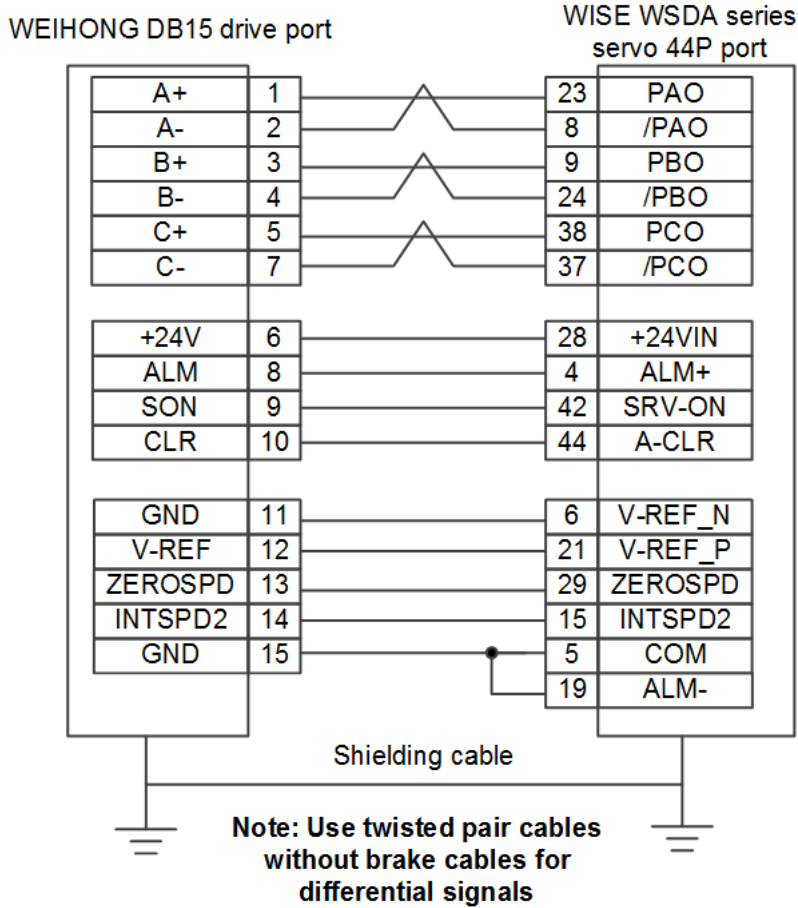 WEIHONG DB15 drive port
WISE WSDA series
servo 44P port
A+ 1 23 PAO
A- 2 8 /PAO
B+ 3 9 PBO
B- 4 24 /PBO
C+ 5 38 PCO
C- 7 37 /PCO
+24V 6 28 +24VIN
ALM 8 4 ALM+
SON 9 42 SRV-ON
CLR 10 44 A-CLR
GND 11 6 V-REF_N
V-REF 12 21 V-REF_P
ZEROSPD 13 29 ZEROSPD
INTSPD2 14 15 INTSPD2
GND 15 5 COM
19 ALM-
Shielding cable
Note: Use twisted pair cables
without brake cables for
differential signals